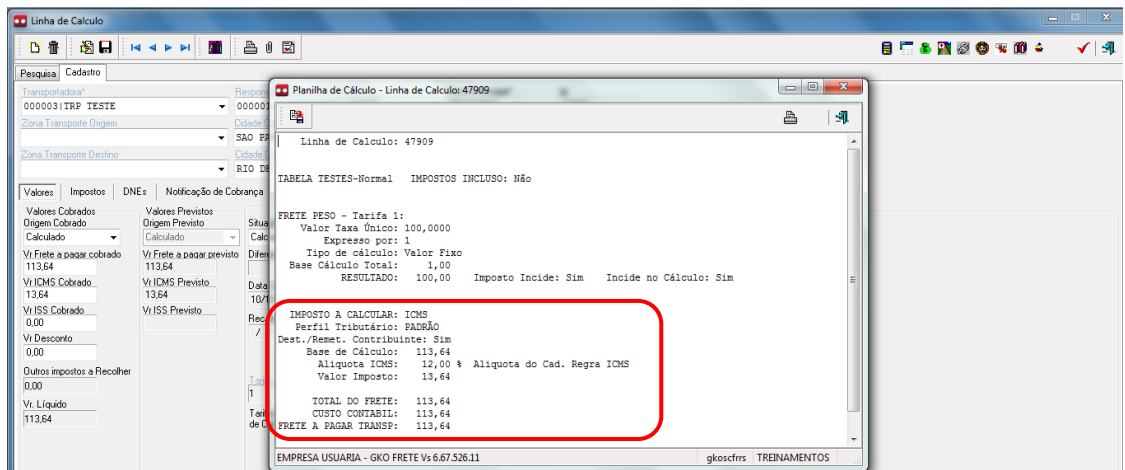 Linha de Calculo
Pesquisa Cadastro
Transportadora*
000003|TRP TESTE
Zona Transporte Origem
SAO PA
Zona Transporte Destino
RIO DE
Valores Impostos DNEs Notificação de Cobrança
Valores Cobrados
Origem Cobrado
Calculado
Vr Frete a pagar cobrado
113,64
Vr ICMS Cobrado
13,64
Vr ISS Cobrado
0,00
Vr Desconto
0,00
Outros impostos a Recolher
0,00
Vr. Líquido
113,64
Valores Previstos
Origem Previsto
Calculado
Vr Frete a pagar previsto
113,64
Vr ICMS Previsto
13,64
Vr ISS Previsto
Data
1
Planilha de Cálculo - Linha de Calculo: 47909
Linha de Calculo: 47909
TABELA TESTES-Normal IMPOSTOS INCLUSO: Não
FRETE PESO - Tarifa 1:
Valor Taxa Único: 100,0000
Expresso por: 1
Tipo de cálculo: Valor Fixo
Base Cálculo Total: 1,00
RESULTADO: 100,00 Imposto Incide: Sim Incide no Cálculo: Sim
IMPOSTO A CALCULAR: ICMS
Perfil Tributário: PADRÃO
Dest./Remet. Contribuinte: Sim
Base de Cálculo: 113,64
Aliquota ICMS: 12,00 % Aliquota do Cad. Regra ICMS
Valor Imposto: 13,64
TOTAL DO FRETE: 113,64
CUSTO CONTABIL: 113,64
FRETE A PAGAR TRANSP: 113,64
EMPRESA USUARIA - GKO FRETE Vs 6.67.526.11 gkoscfrrs TREINAMENTOS